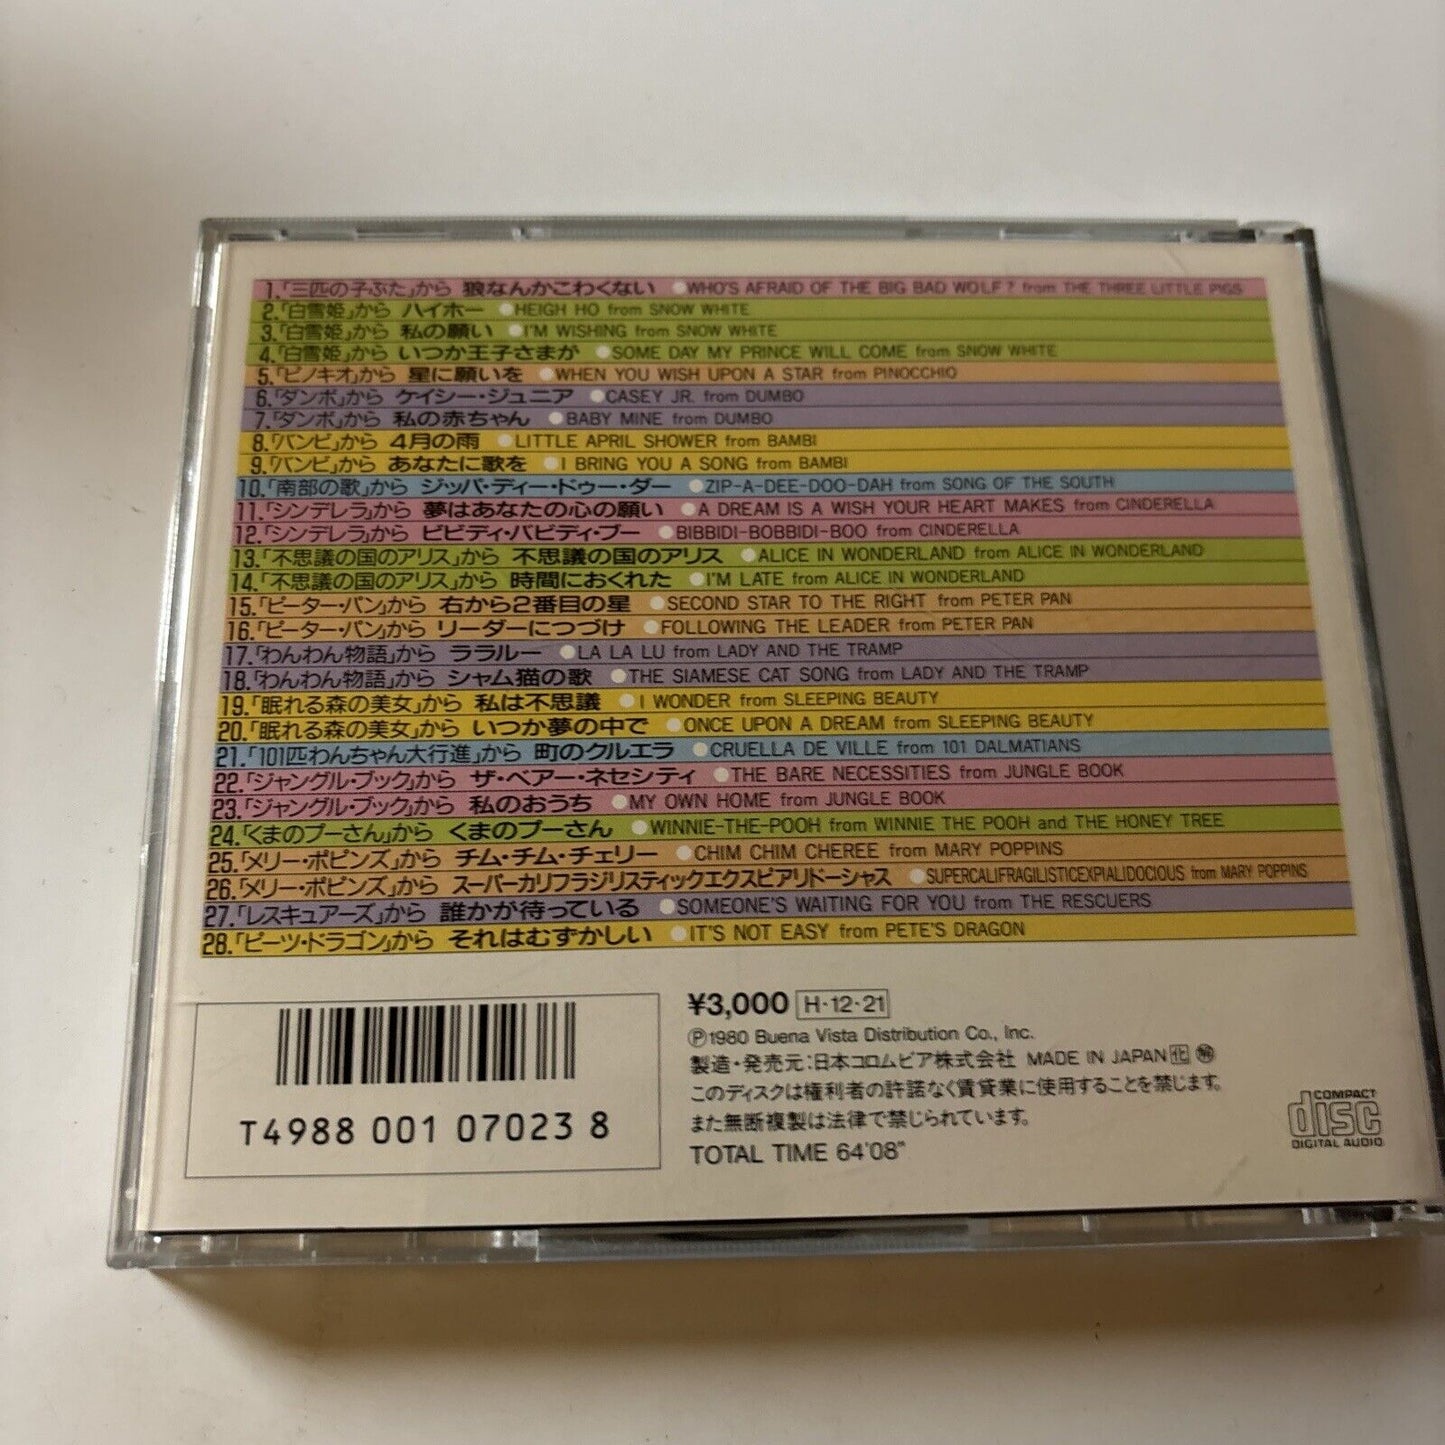 1.「三匹の子ぶた」から 狼なんかこわくない ●WHO'S AFRAID OF THE BIG BAD WOLF? from THE THREE LITTLE PIGS
2.「白雪姫」から ハイホー ●HEIGH HO from SNOW WHITE
3.「白雪姫」から 私の願い ●I'M WISHING from SNOW WHITE
4.「白雪姫」から いつか王子さまが ●SOME DAY MY PRINCE WILL COME from SNOW WHITE
5.「ピノキオ」から 星に願いを ●WHEN YOU WISH UPON A STAR from PINOCCHIO
6.「ダンボ」から ケイシー・ジュニア ●CASEY JR. from DUMBO
7.「ダンボ」から 私の赤ちゃん ●BABY MINE from DUMBO
8.「バンビ」から 4月の雨 ●LITTLE APRIL SHOWER from BAMBI
9.「バンビ」から あなたに歌を ●I BRING YOU A SONG from BAMBI
10.「南部の歌」から ジッパ・ディー・ドゥー・ダー ●ZIP-A-DEE-DOO-DAH from SONG OF THE SOUTH
11.「シンデレラ」から 夢はあなたの心の願い ●A DREAM IS A WISH YOUR HEART MAKES from CINDERELLA
12.「シンデレラ」から ビビディ・バビディ・ブー ●BIBBIDI-BOBBIDI-BOO from CINDERELLA
13.「不思議の国のアリス」から 不思議の国のアリス ●ALICE IN WONDERLAND from ALICE IN WONDERLAND
14.「不思議の国のアリス」から 時間におくれた ●I'M LATE from ALICE IN WONDERLAND
15.「ピーター・パン」から 右から2番目の星 ●SECOND STAR TO THE RIGHT from PETER PAN
16.「ピーター・パン」から リーダーにつづけ ●FOLLOWING THE LEADER from PETER PAN
17.「わんわん物語」から ララルー ●LA LA LU from LADY AND THE TRAMP
18.「わんわん物語」から シャム猫の歌 ●THE SIAMESE CAT SONG from LADY AND THE TRAMP
19.「眠れる森の美女」から 私は不思議 ●I WONDER from SLEEPING BEAUTY
20.「眠れる森の美女」から いつか夢の中で ●ONCE UPON A DREAM from SLEEPING BEAUTY
21.「101匹わんちゃん大行進」から 町のクルエラ ●CRUELLA DE VILLE from 101 DALMATIANS
22.「ジャングル・ブック」から ザ・ベアー・ネセシティ ●THE BARE NECESSITIES from JUNGLE BOOK
23.「ジャングル・ブック」から 私のおうち ●MY OWN HOME from JUNGLE BOOK
24.「くまのプーさん」から くまのプーさん ●WINNIE-THE-POOH from WINNIE THE POOH and THE HONEY TREE
25.「メリー・ポピンズ」から チム・チム・チェリー ●CHIM CHIM CHEREE from MARY POPPINS
26.「メリー・ポピンズ」から スーパーカリフラジリスティックエクスピアリドーシャス ●SUPERCALIFRAGILISTICEXPIALIDOCIOUS from MARY POPPINS
27.「レスキュアーズ」から 誰かが待っている ●SOMEONE'S WAITING FOR YOU from THE RESCUERS
28.「ピーツ・ドラゴン」から それはむずかしい ●IT'S NOT EASY from PETE'S DRAGON
T4988 001 07023 8
¥3,000 H・12・21
Ⓟ1980 Buena Vista Distribution Co., Inc.
製造・発売元:日本コロムビア株式会社 MADE IN JAPAN 化
このディスクは権利者の許諾なく賃貸業に使用することを禁じます。
また無断複製は法律で禁じられています。
TOTAL TIME 64'08"
COMPACT
disc
DIGITAL AUDIO